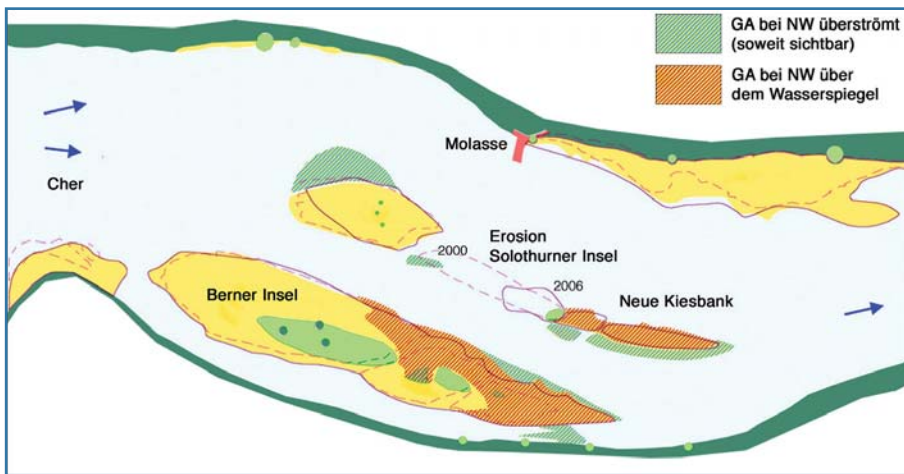 GA bei NW überströmt
(soweit sichtbar)
GA bei NW über
dem Wasserspiegel
Molasse
Cher
Erosion
Solothurner Insel
2000
2006
Berner Insel
Neue Kiesbank